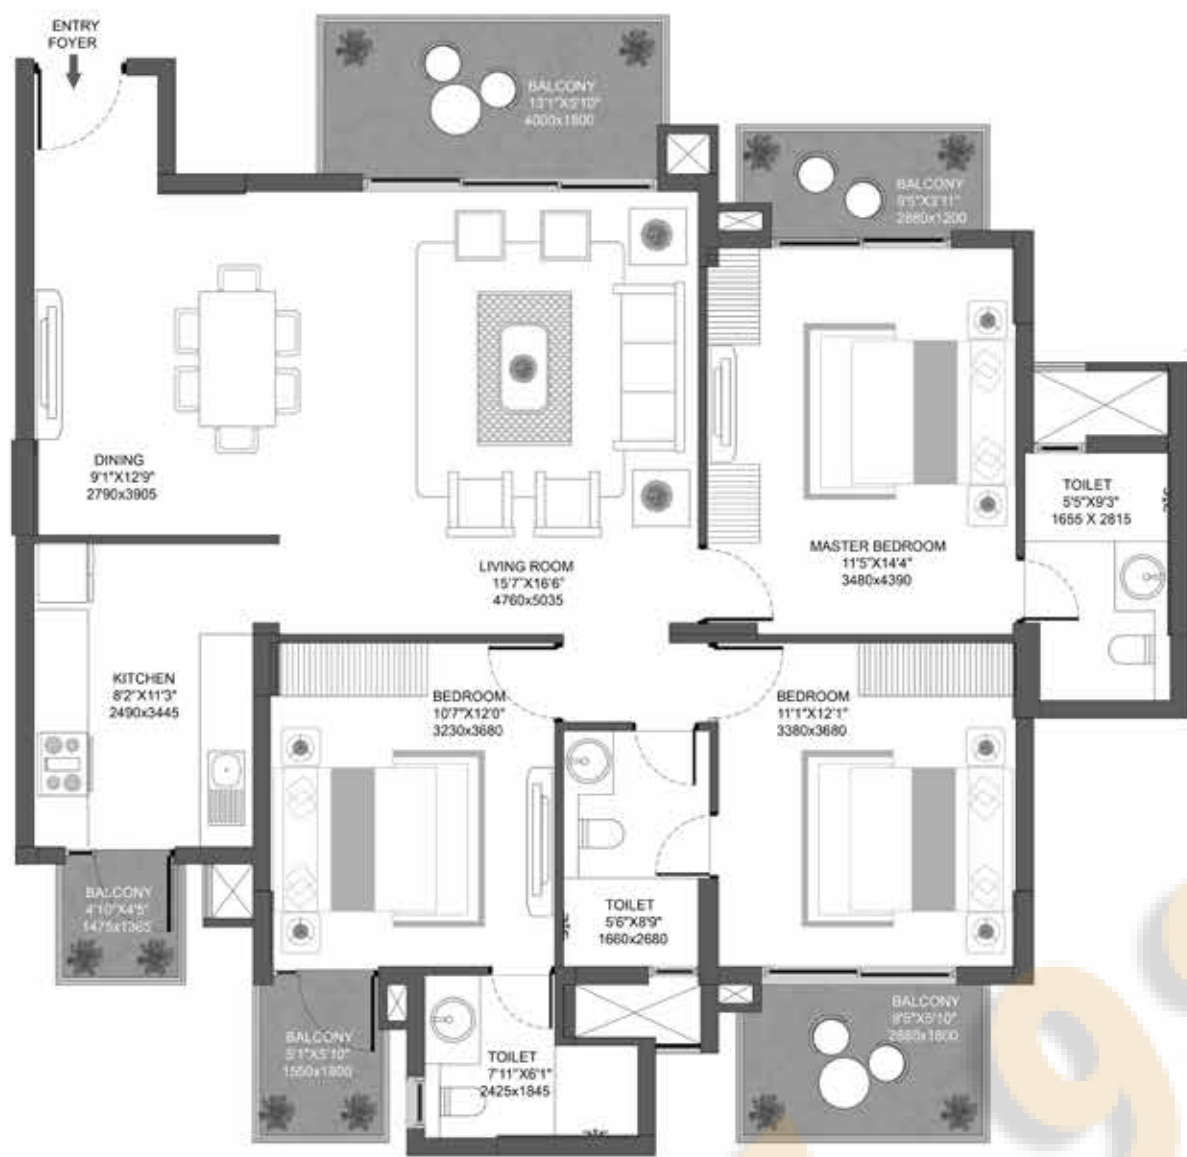 ENTRY
FOYER
BALCONY
13'1"X5'10"
4000x1800
BALCONY
9'5"X3'11"
2880x1200
DINING
9'1"X12'9"
2790x3905
LIVING ROOM
15'7"X16'6"
4760x5035
MASTER BEDROOM
11'5"X14'4"
3480x4390
TOILET
5'5"X9'3"
1655 X 2815
KITCHEN
8'2"X11'3"
2490x3445
BEDROOM
10'7"X12'0"
3230x3680
BEDROOM
11'1"X12'1"
3380x3680
BALCONY
4'10"X4'5"
1475x1365
TOILET
5'6"X8'9"
1660x2680
BALCONY
5'1"X5'10"
1550x1800
TOILET
7'11"X6'1"
2425x1845
BALCONY
9'5"X5'10"
2880x1800